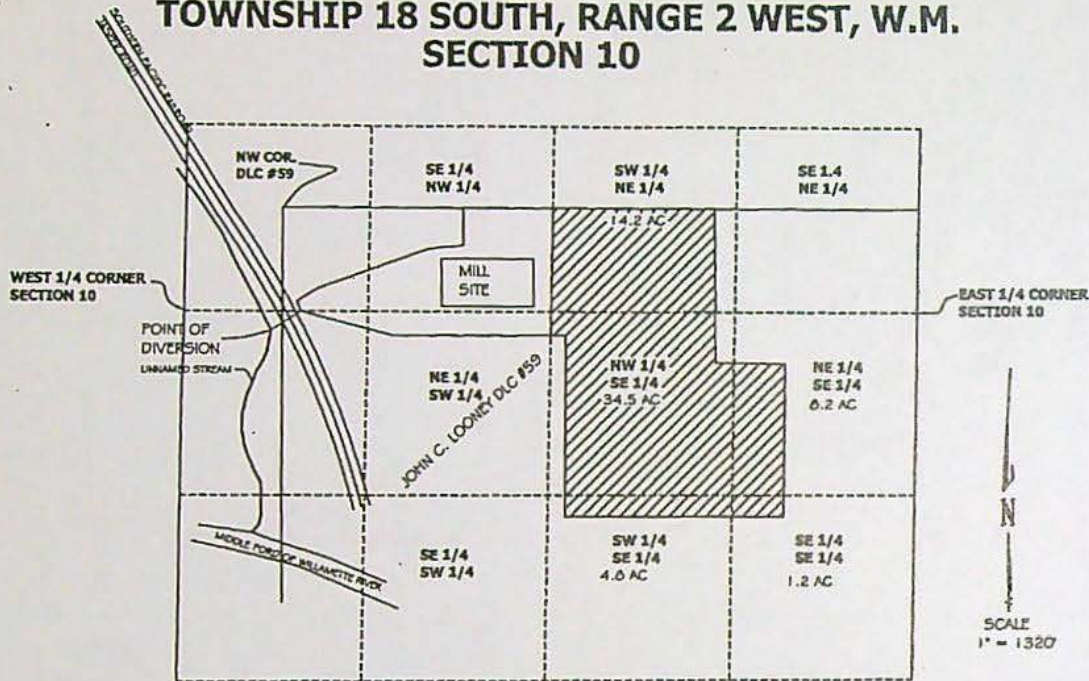 TOWNSHIP 18 SOUTH, RANGE 2 WEST, W.M.
SECTION 10
SOUTHERN PACIFIC RAILROAD
NW COR.
DLC #59
SE 1/4
NW 1/4
SW 1/4
NE 1/4
SE 1.4
NE 1/4
14.2 AC
WEST 1/4 CORNER
SECTION 10
MILL
SITE
EAST 1/4 CORNER
SECTION 10
POINT OF
DIVERSION
UNNAMED STREAM
NE 1/4
SW 1/4
JOHN C. LOONEY DLC #59
NW 1/4
SE 1/4
34.5 AC
NE 1/4
SE 1/4
8.2 AC
N
MIDDLE FORK OF WILLAMETTE RIVER
SE 1/4
SW 1/4
SW 1/4
SE 1/4
4.6 AC
SE 1/4
SE 1/4
1.2 AC
SCALE
1" = 1320'